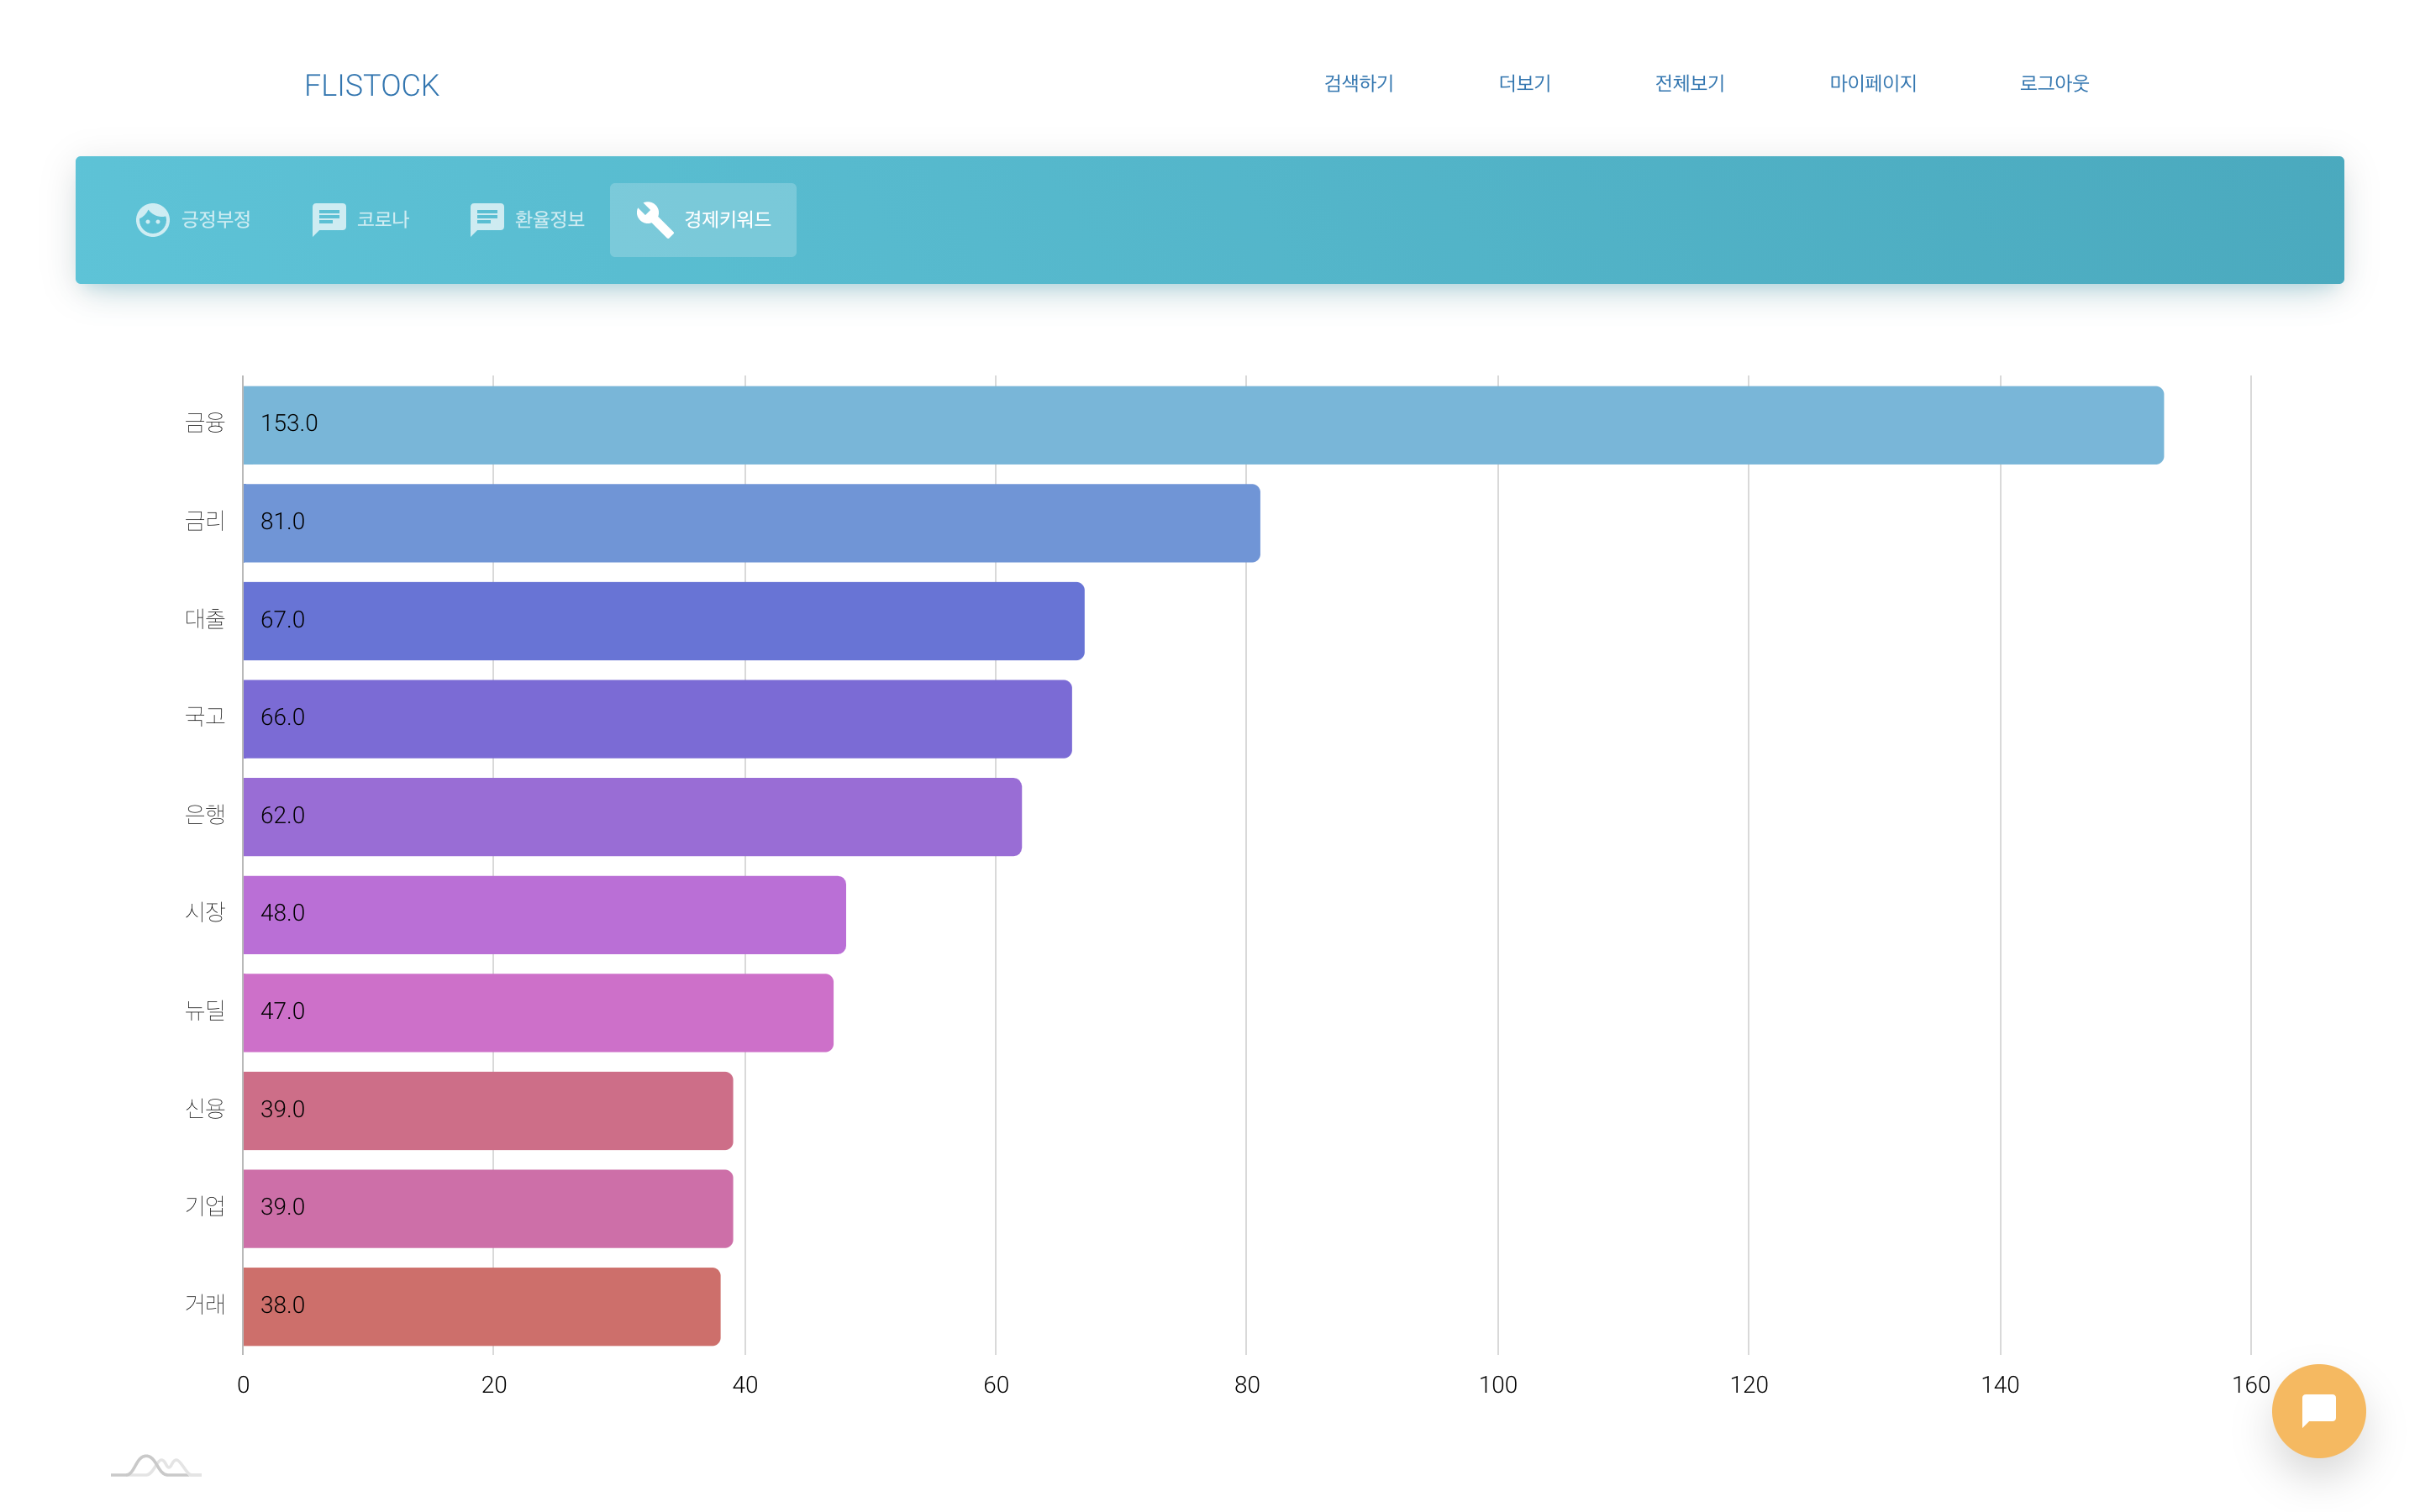 FLISTOCK 검색하기 더보기 전체보기 마이페이지 로그아웃
긍정부정 코로나 환율정보 경제키워드
금융 153.0
금리 81.0
대출 67.0
국고 66.0
은행 62.0
시장 48.0
뉴딜 47.0
신용 39.0
기업 39.0
거래 38.0
0 20 40 60 80 100 120 140 160